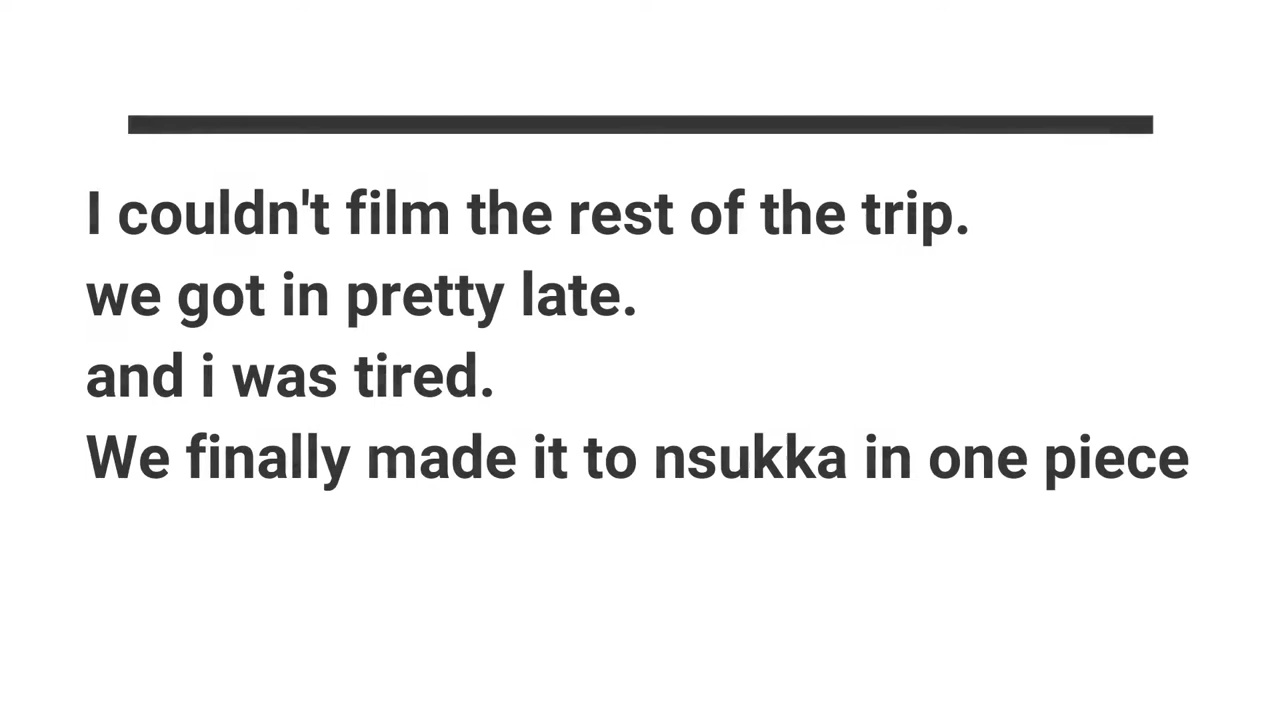 I couldn't film the rest of the trip.
we got in pretty late.
and i was tired.
We finally made it to nsukka in one piece